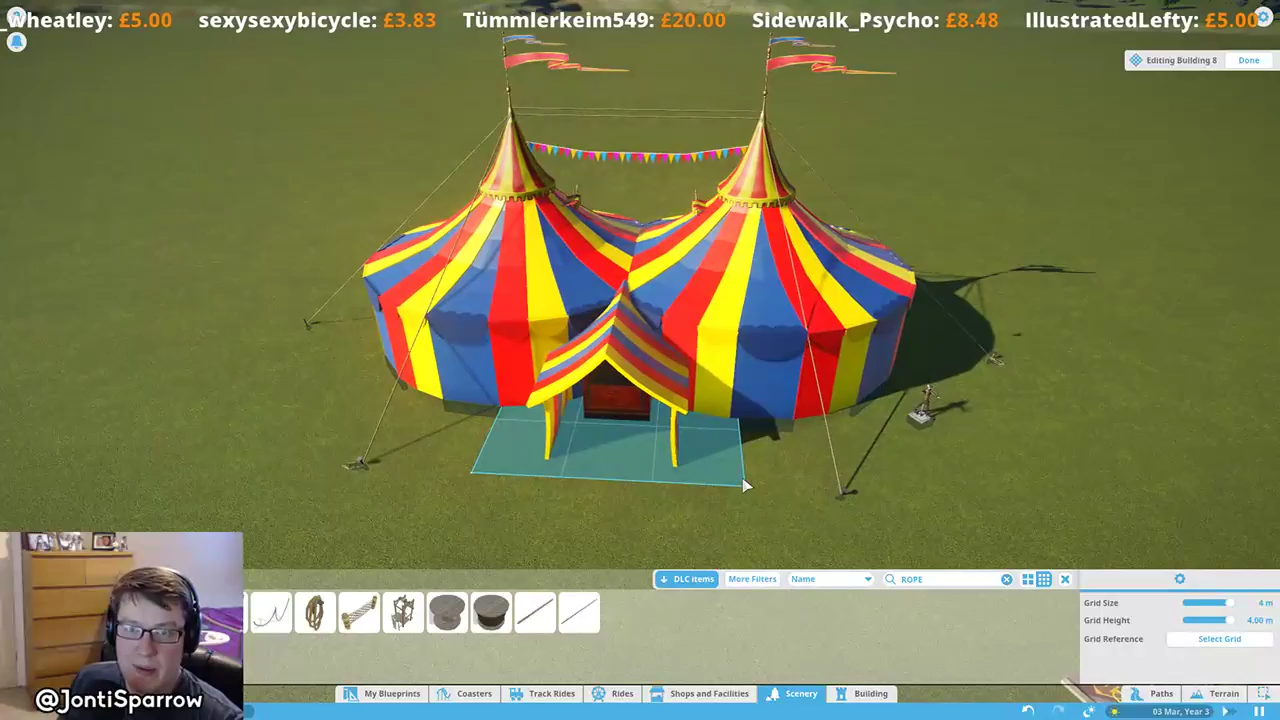 Wheatley: £5.00 sexysexybicycle: £3.83 Tümmlerkeim549: £20.00 Sidewalk_Psycho: £8.48 IllustratedLefty: £5.00
Editing Building 8 Done
DLC items More Filters Name ROPE
Grid Size 4 m
Grid Height 4.00 m
Grid Reference Select Grid
@JontiSparrow
My Blueprints Coasters Track Rides Rides Shops and Facilities Scenery Building Paths Terrain
03 Mar, Year 3